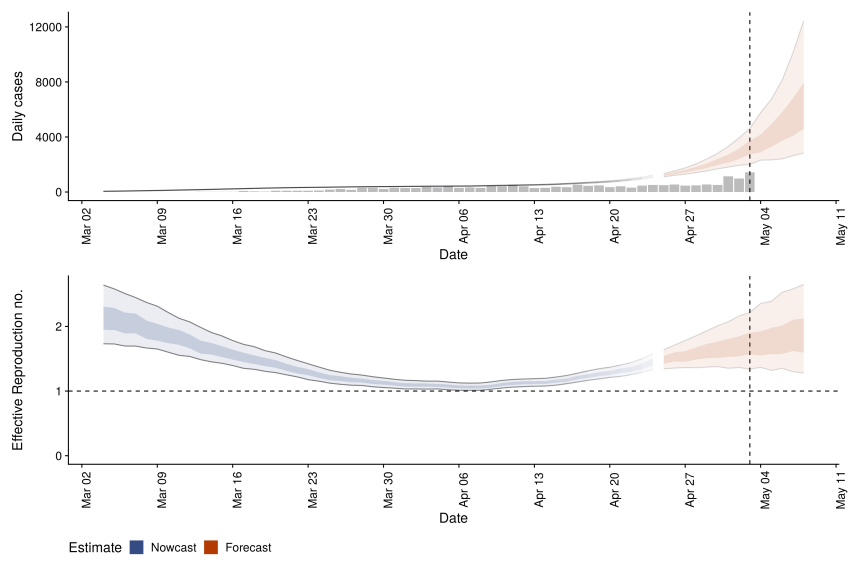 Daily cases
12000
8000
4000
0
Mar 02
Mar 09
Mar 16
Mar 23
Mar 30
Apr 06
Apr 13
Apr 20
Apr 27
May 04
May 11
Date
Effective Reproduction no.
2
1
0
Mar 02
Mar 09
Mar 16
Mar 23
Mar 30
Apr 06
Apr 13
Apr 20
Apr 27
May 04
May 11
Date
Estimate Nowcast Forecast